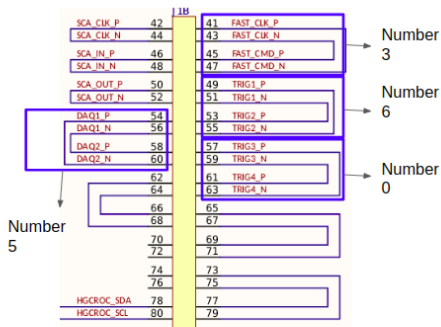 J1B
SCA_CLK_P 42 41 FAST_CLK_P
SCA_CLK_N 44 43 FAST_CLK_N
SCA_IN_P 46 45 FAST_CMD_P
SCA_IN_N 48 47 FAST_CMD_N
Number
3
SCA_OUT_P 50 49 TRIG1_P
SCA_OUT_N 52 51 TRIG1_N
DAQ1_P 54 53 TRIG2_P
DAQ1_N 56 55 TRIG2_N
Number
6
DAQ2_P 58 57 TRIG3_P
DAQ2_N 60 59 TRIG3_N
62 61 TRIG4_P
64 63 TRIG4_N
Number
0
66 65
68 67
Number
5
70 69
72 71
74 73
76 75
HGCROC_SDA 78 77
HGCROC_SCL 80 79